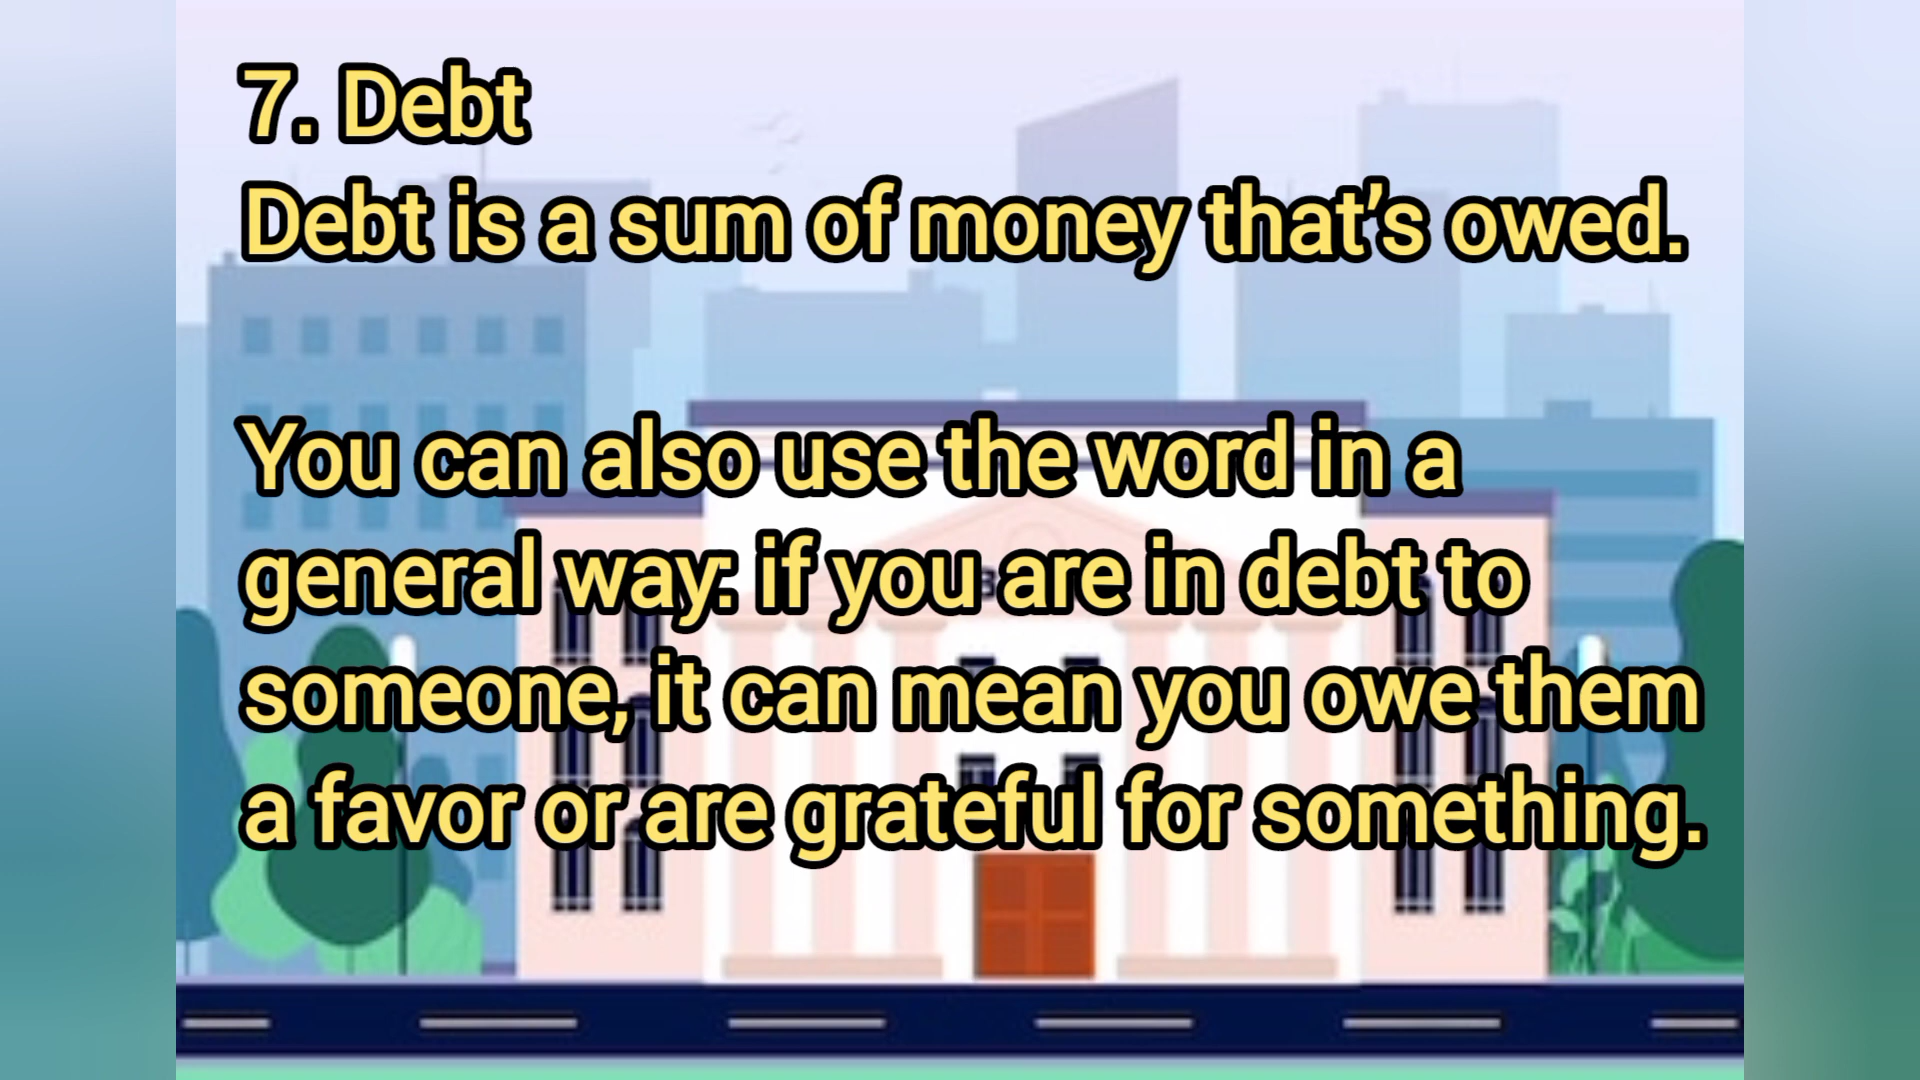 7. Debt
Debt is a sum of money that’s owed.
You can also use the word in a
general way: if you are in debt to
someone, it can mean you owe them
a favor or are grateful for something.